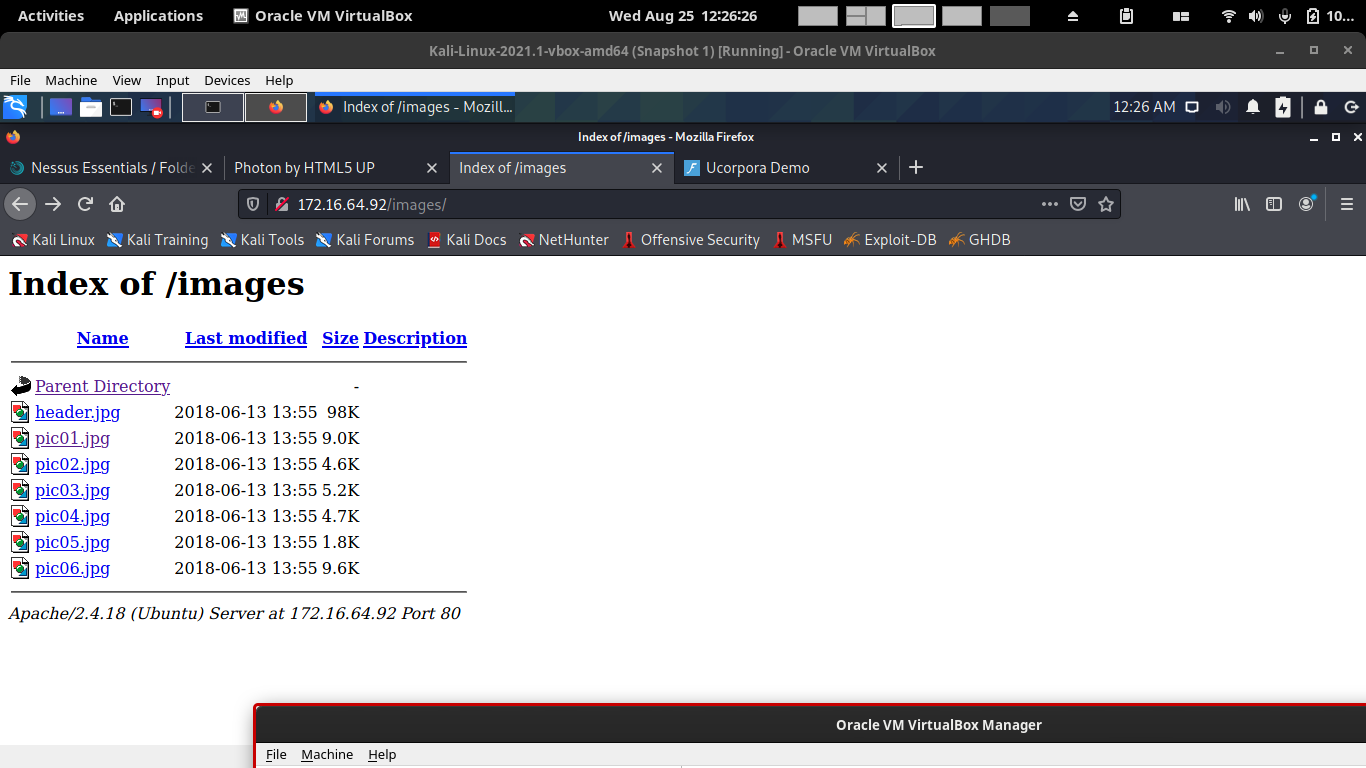 Activities Applications Oracle VM VirtualBox Wed Aug 25 12:26:26 10...
Kali-Linux-2021.1-vbox-amd64 (Snapshot 1) [Running] - Oracle VM VirtualBox
File Machine View Input Devices Help
Index of /images - Mozill... 12:26 AM
Index of /images - Mozilla Firefox
Nessus Essentials / Folde Photon by HTML5 UP Index of /images Ucorpora Demo
172.16.64.92/images/
Kali Linux Kali Training Kali Tools Kali Forums Kali Docs NetHunter Offensive Security MSFU Exploit-DB GHDB
Index of /images
Name Last modified Size Description
Parent Directory -
header.jpg 2018-06-13 13:55 98K
pic01.jpg 2018-06-13 13:55 9.0K
pic02.jpg 2018-06-13 13:55 4.6K
pic03.jpg 2018-06-13 13:55 5.2K
pic04.jpg 2018-06-13 13:55 4.7K
pic05.jpg 2018-06-13 13:55 1.8K
pic06.jpg 2018-06-13 13:55 9.6K
Apache/2.4.18 (Ubuntu) Server at 172.16.64.92 Port 80
Oracle VM VirtualBox Manager
File Machine Help